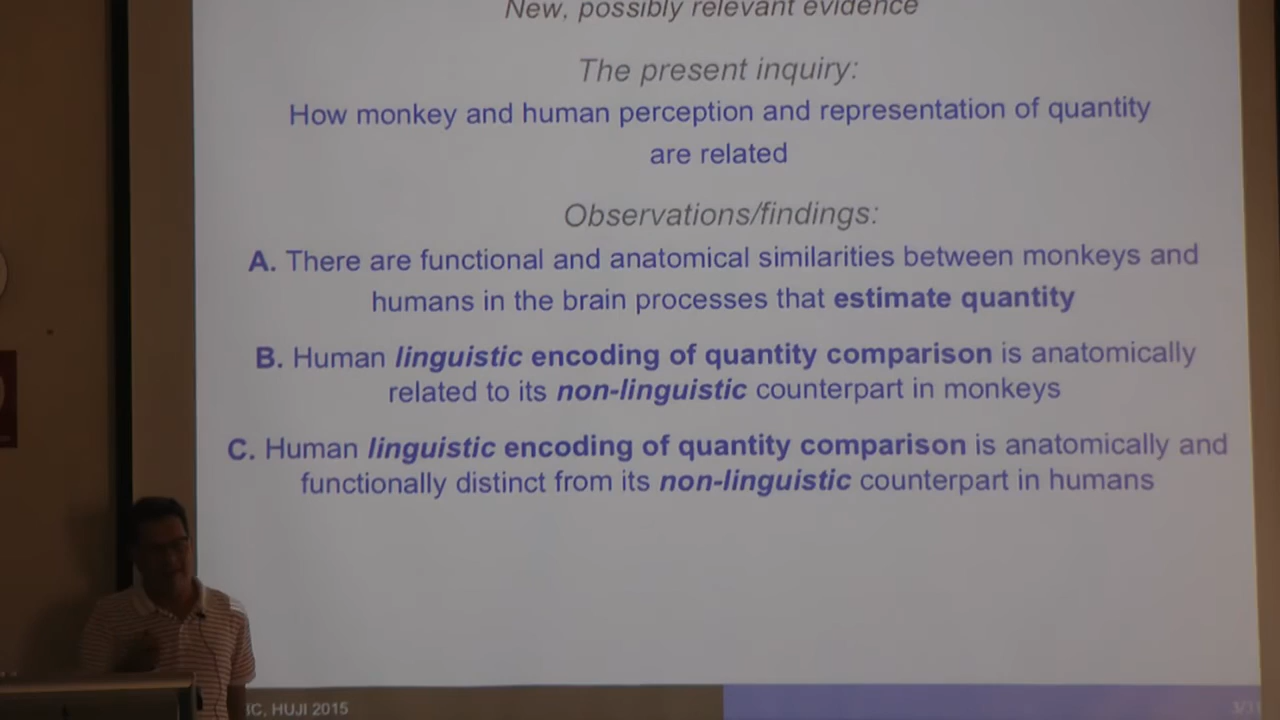 New, possibly relevant evidence
The present inquiry:
How monkey and human perception and representation of quantity
are related
Observations/findings:
A. There are functional and anatomical similarities between monkeys and
humans in the brain processes that estimate quantity
B. Human linguistic encoding of quantity comparison is anatomically
related to its non-linguistic counterpart in monkeys
C. Human linguistic encoding of quantity comparison is anatomically and
functionally distinct from its non-linguistic counterpart in humans
HUJI 2015